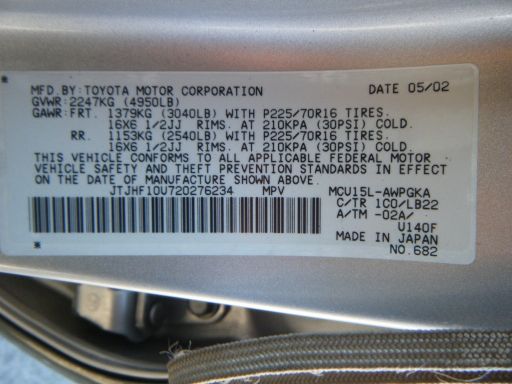 MFD.BY:TOYOTA MOTOR CORPORATION DATE 05/02
GVWR:2247KG (4950LB)
GAWR:FRT. 1379KG (3040LB) WITH P225/70R16 TIRES.
16X6 1/2JJ RIMS. AT 210KPA (30PSI) COLD.
RR. 1153KG (2540LB) WITH P225/70R16 TIRES.
16X6 1/2JJ RIMS. AT 210KPA (30PSI) COLD.
THIS VEHICLE CONFORMS TO ALL APPLICABLE FEDERAL MOTOR
VEHICLE SAFETY AND THEFT PREVENTION STANDARDS IN EFFECT
ON THE DATE OF MANUFACTURE SHOWN ABOVE.
JTJHF10U720276234 MPV MCU15L-AWPGKA
C/TR 1C0/LB22
A/TM -02A/
U140F
MADE IN JAPAN
NO.682